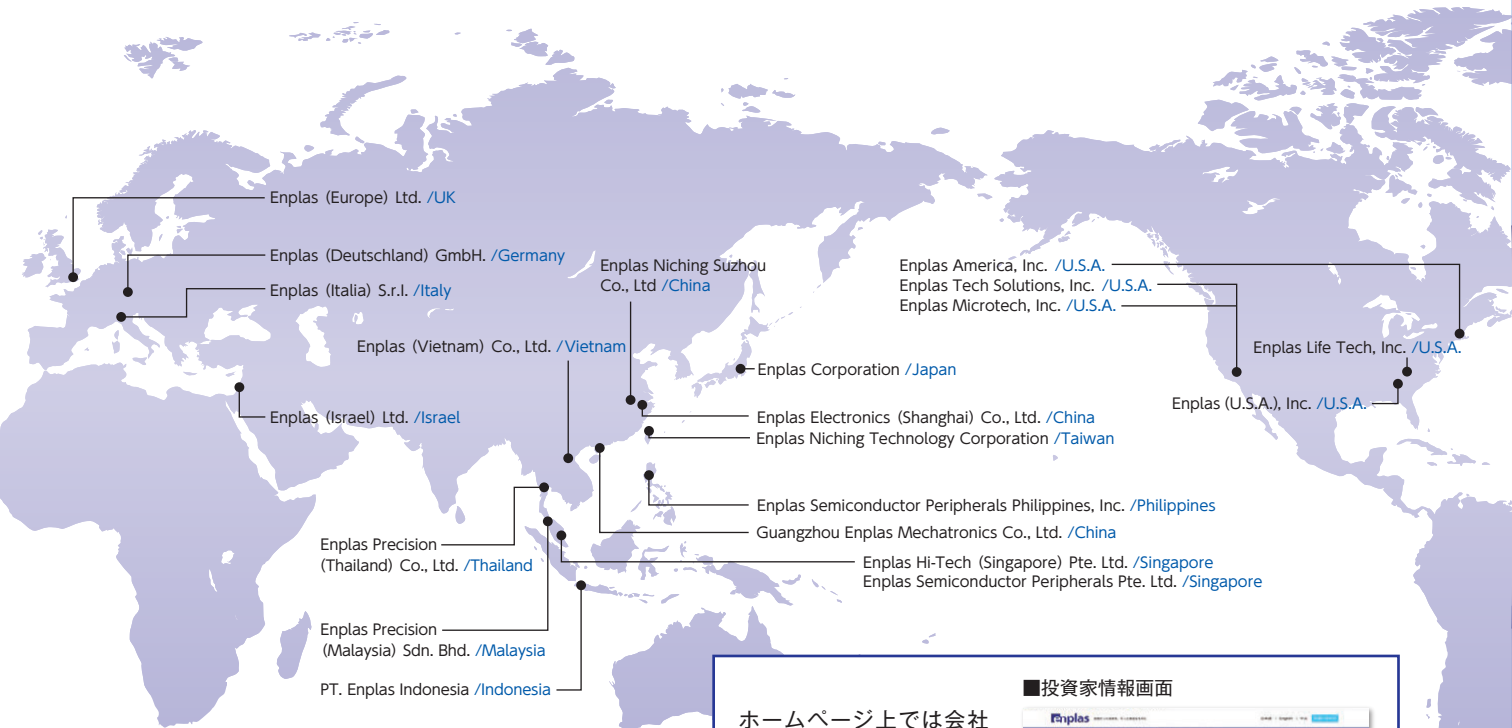 Enplas (Europe) Ltd. /UK
Enplas (Deutschland) GmbH. /Germany
Enplas (Italia) S.r.l. /Italy
Enplas Niching Suzhou
Co., Ltd /China
Enplas (Vietnam) Co., Ltd. /Vietnam
Enplas (Israel) Ltd. /Israel
Enplas America, Inc. /U.S.A.
Enplas Tech Solutions, Inc. /U.S.A.
Enplas Microtech, Inc. /U.S.A.
Enplas Life Tech, Inc. /U.S.A.
Enplas (U.S.A.), Inc. /U.S.A.
Enplas Corporation /Japan
Enplas Electronics (Shanghai) Co., Ltd. /China
Enplas Niching Technology Corporation /Taiwan
Enplas Semiconductor Peripherals Philippines, Inc. /Philippines
Guangzhou Enplas Mechatronics Co., Ltd. /China
Enplas Hi-Tech (Singapore) Pte. Ltd. /Singapore
Enplas Semiconductor Peripherals Pte. Ltd. /Singapore
Enplas Precision
(Thailand) Co., Ltd. /Thailand
Enplas Precision
(Malaysia) Sdn. Bhd. /Malaysia
PT. Enplas Indonesia /Indonesia
■投資家情報画面
ホームページ上では会社
Enplas